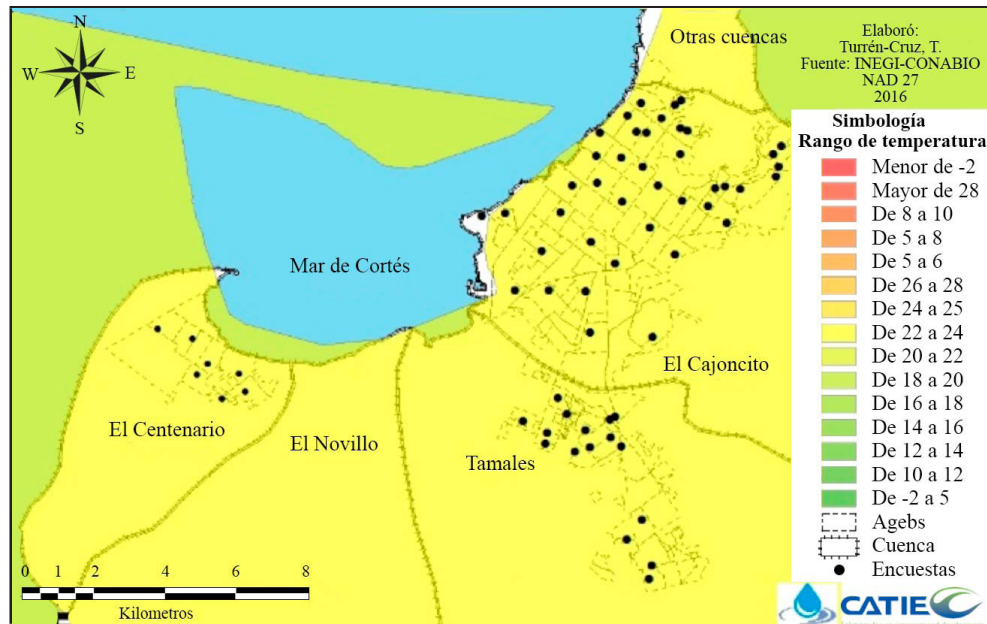 N
W
E
S
Otras cuencas
Mar de Cortés
El Cajoncito
El Centenario
El Novillo
Tamales
0 1 2 4 6 8
Kilometros
Elaboró:
Turrén-Cruz, T.
Fuente: INEGI-CONABIO
NAD 27
2016
Simbología
Rango de temperatura
Menor de -2
Mayor de 28
De 8 a 10
De 5 a 8
De 5 a 6
De 26 a 28
De 24 a 25
De 22 a 24
De 20 a 22
De 18 a 20
De 16 a 18
De 14 a 16
De 12 a 14
De 10 a 12
De -2 a 5
Agebs
Cuenca
Encuestas
CATIE